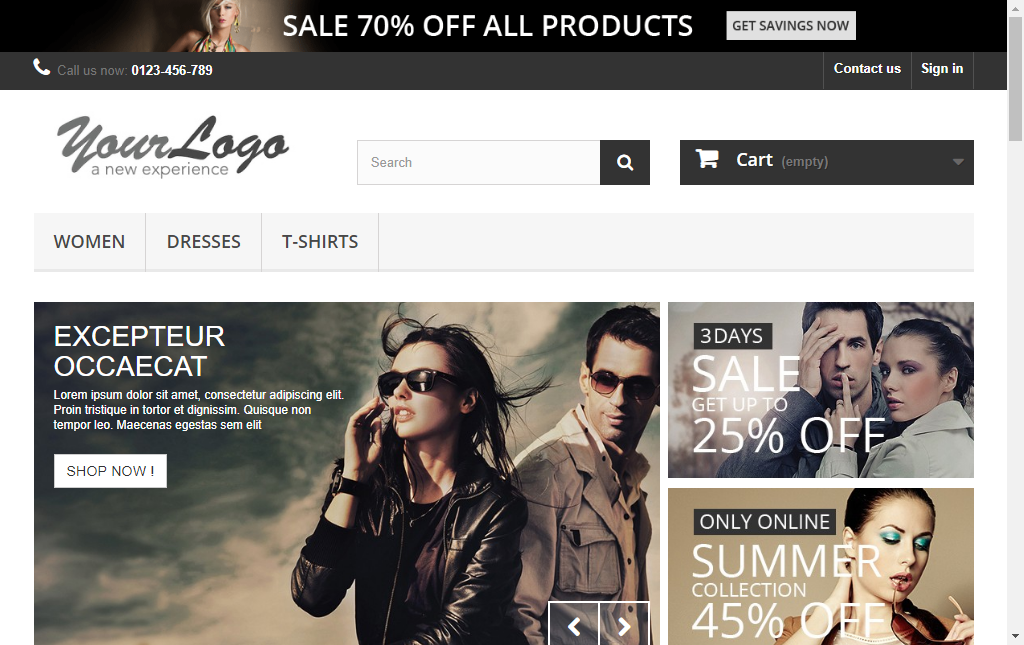 SALE 70% OFF ALL PRODUCTS GET SAVINGS NOW
Call us now: 0123-456-789 Contact us Sign in
YourLogo
a new experience
Search
Cart (empty)
WOMEN DRESSES T-SHIRTS
EXCEPTEUR
OCCAECAT
Lorem ipsum dolor sit amet, consectetur adipiscing elit.
Proin tristique in tortor et dignissim. Quisque non
tempor leo. Maecenas egestas sem elit
SHOP NOW !
3 DAYS
SALE
GET UP TO
25% OFF
ONLY ONLINE
SUMMER
COLLECTION
45% OFF